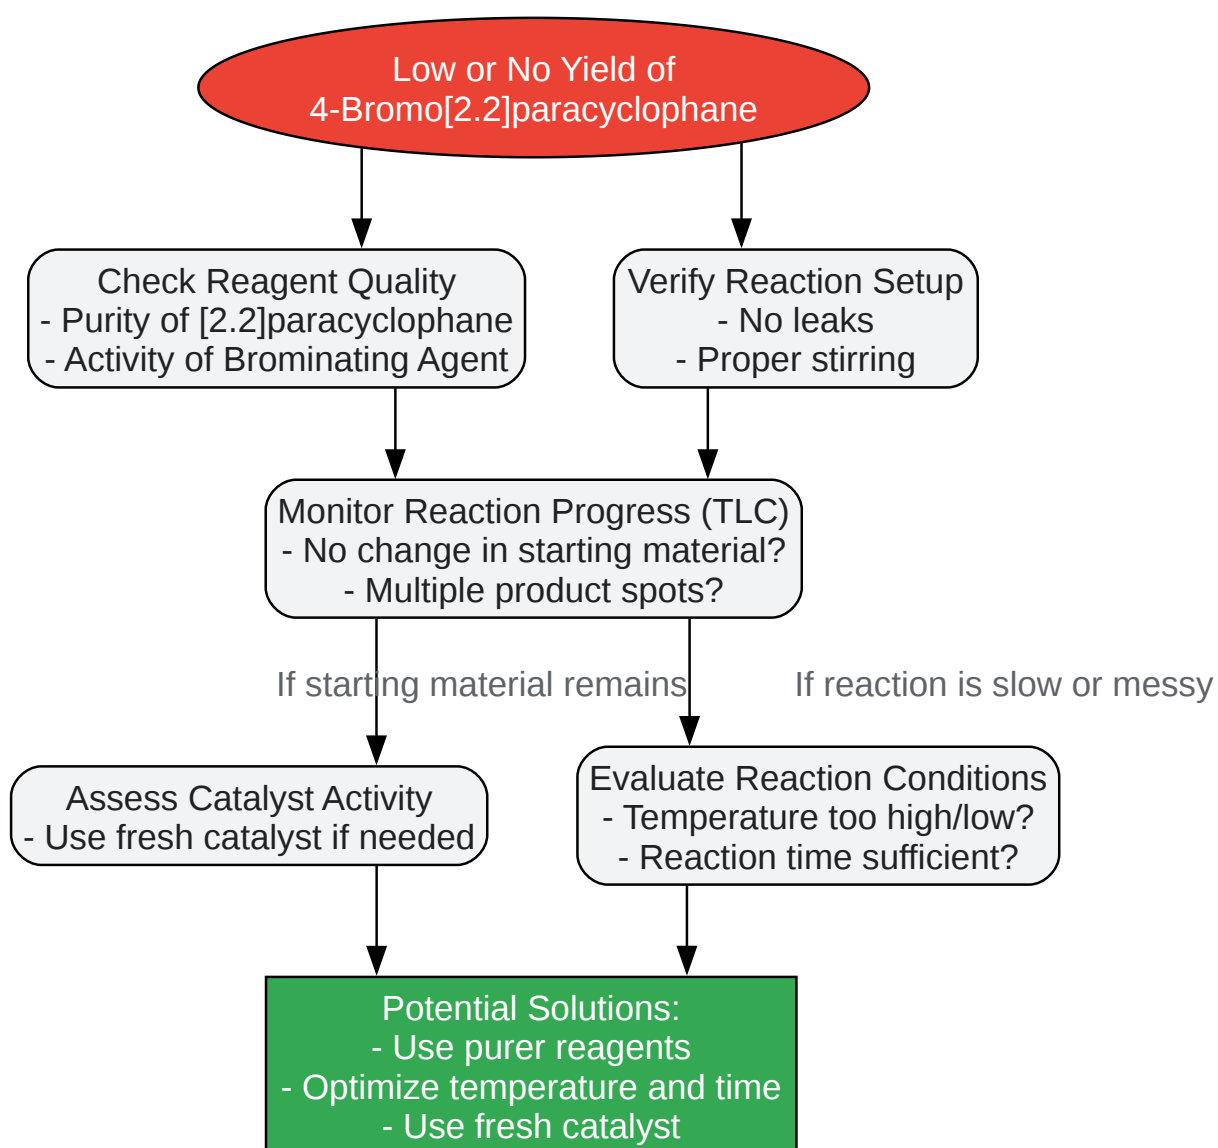 Low or No Yield of
4-Bromo[2.2]paracyclophane
Check Reagent Quality
- Purity of [2.2]paracyclophane
- Activity of Brominating Agent
Verify Reaction Setup
- No leaks
- Proper stirring
Monitor Reaction Progress (TLC)
- No change in starting material?
- Multiple product spots?
If starting material remains
If reaction is slow or messy
Assess Catalyst Activity
- Use fresh catalyst if needed
Evaluate Reaction Conditions
- Temperature too high/low?
- Reaction time sufficient?
Potential Solutions:
- Use purer reagents
- Optimize temperature and time
- Use fresh catalyst